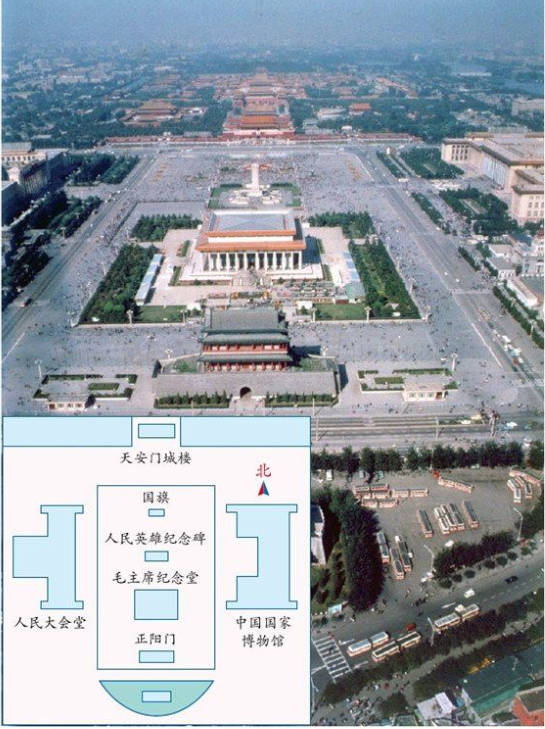 天安门城楼
北
国旗
人民英雄纪念碑
毛主席纪念堂
人民大会堂
中国国家
博物馆
正阳门